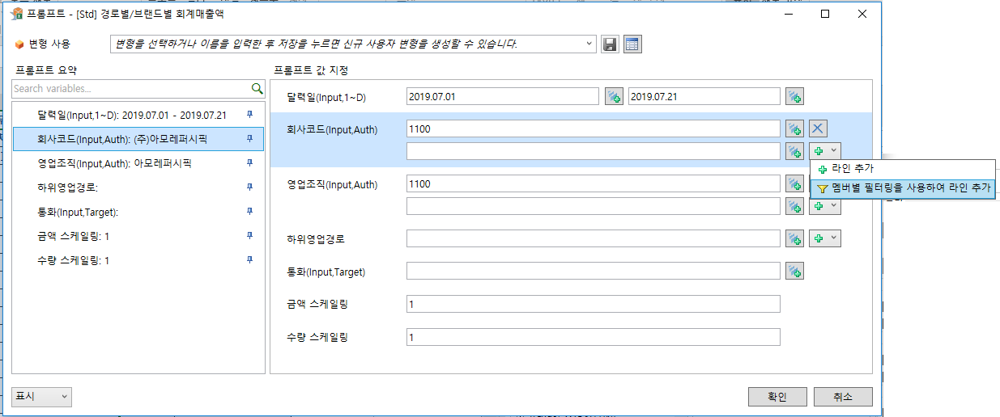 프롬프트 - [Std] 경로별/브랜드별 회계매출액
변형 사용
변형을 선택하거나 이름을 입력한 후 저장을 누르면 신규 사용자 변형을 생성할 수 있습니다.
프롬프트 요약
Search variables...
달력일(Input,1~D): 2019.07.01 - 2019.07.21
회사코드(Input,Auth): (주)아모레퍼시픽
영업조직(Input,Auth): 아모레퍼시픽
하위영업경로:
통화(Input,Target):
금액 스케일링: 1
수량 스케일링: 1
프롬프트 값 지정
달력일(Input,1~D) 2019.07.01 2019.07.21
회사코드(Input,Auth) 1100
라인 추가
멤버별 필터링을 사용하여 라인 추가
영업조직(Input,Auth) 1100
하위영업경로
통화(Input,Target)
금액 스케일링 1
수량 스케일링 1
표시
확인 취소